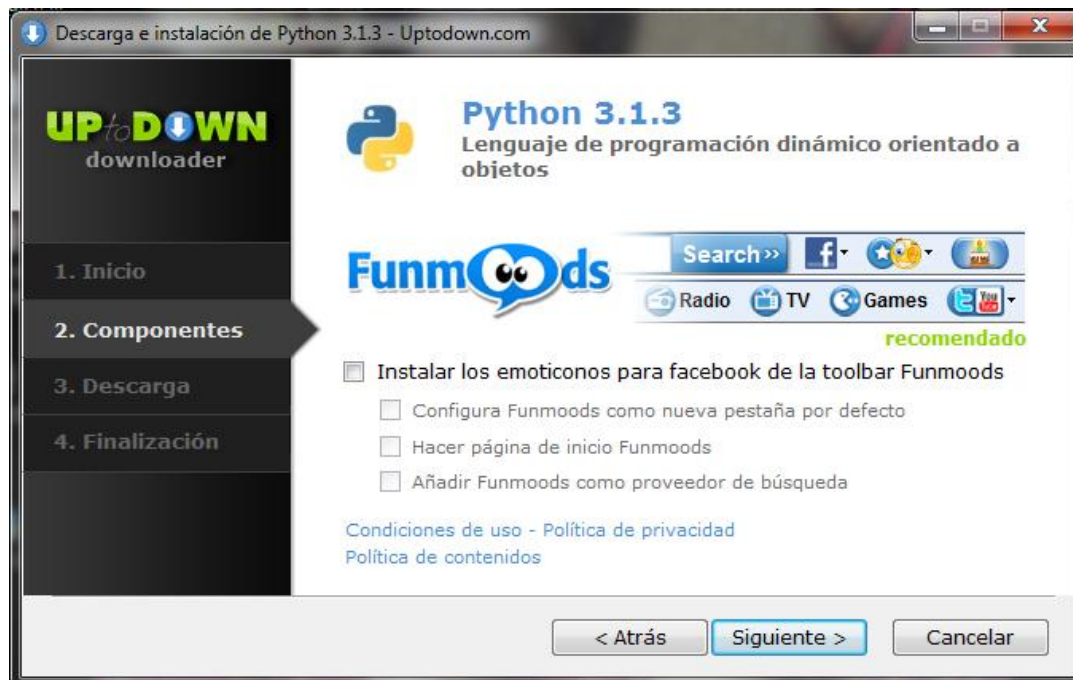 Descarga e instalación de Python 3.1.3 - Uptodown.com
UPtoDOWN
downloader
1. Inicio
2. Componentes
3. Descarga
4. Finalización
Python 3.1.3
Lenguaje de programación dinámico orientado a
objetos
Funmoods
Search »
f
Radio
TV
Games
You
recomendado
Instalar los emoticonos para facebook de la toolbar Funmoods
Configura Funmoods como nueva pestaña por defecto
Hacer página de inicio Funmoods
Añadir Funmoods como proveedor de búsqueda
Condiciones de uso - Política de privacidad
Política de contenidos
< Atrás
Siguiente >
Cancelar